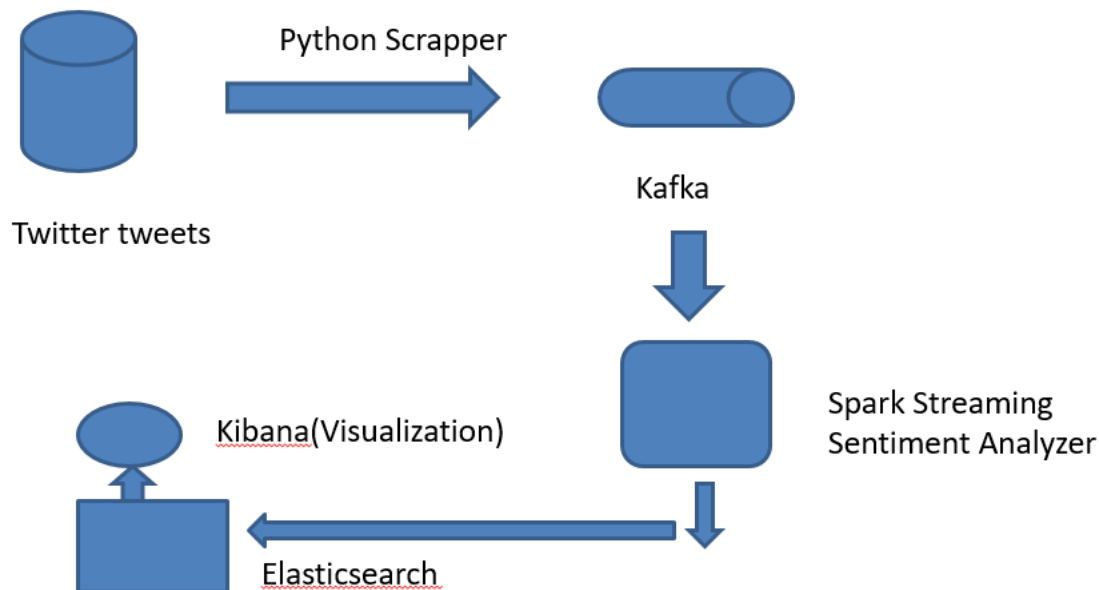 Python Scrapper
Kafka
Twitter tweets
Spark Streaming
Sentiment Analyzer
Kibana(Visualization)
Elasticsearch